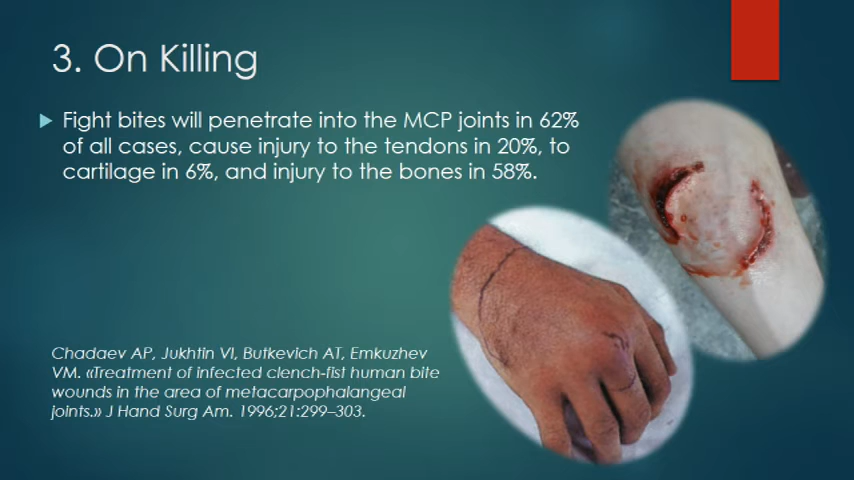 3. On Killing
Fight bites will penetrate into the MCP joints in 62%
of all cases, cause injury to the tendons in 20%, to
cartilage in 6%, and injury to the bones in 58%.
Chadaev AP, Jukhtin VI, Butkevich AT, Emkuzhev
VM. «Treatment of infected clench-fist human bite
wounds in the area of metacarpophalangeal
joints.» J Hand Surg Am. 1996;21:299–303.